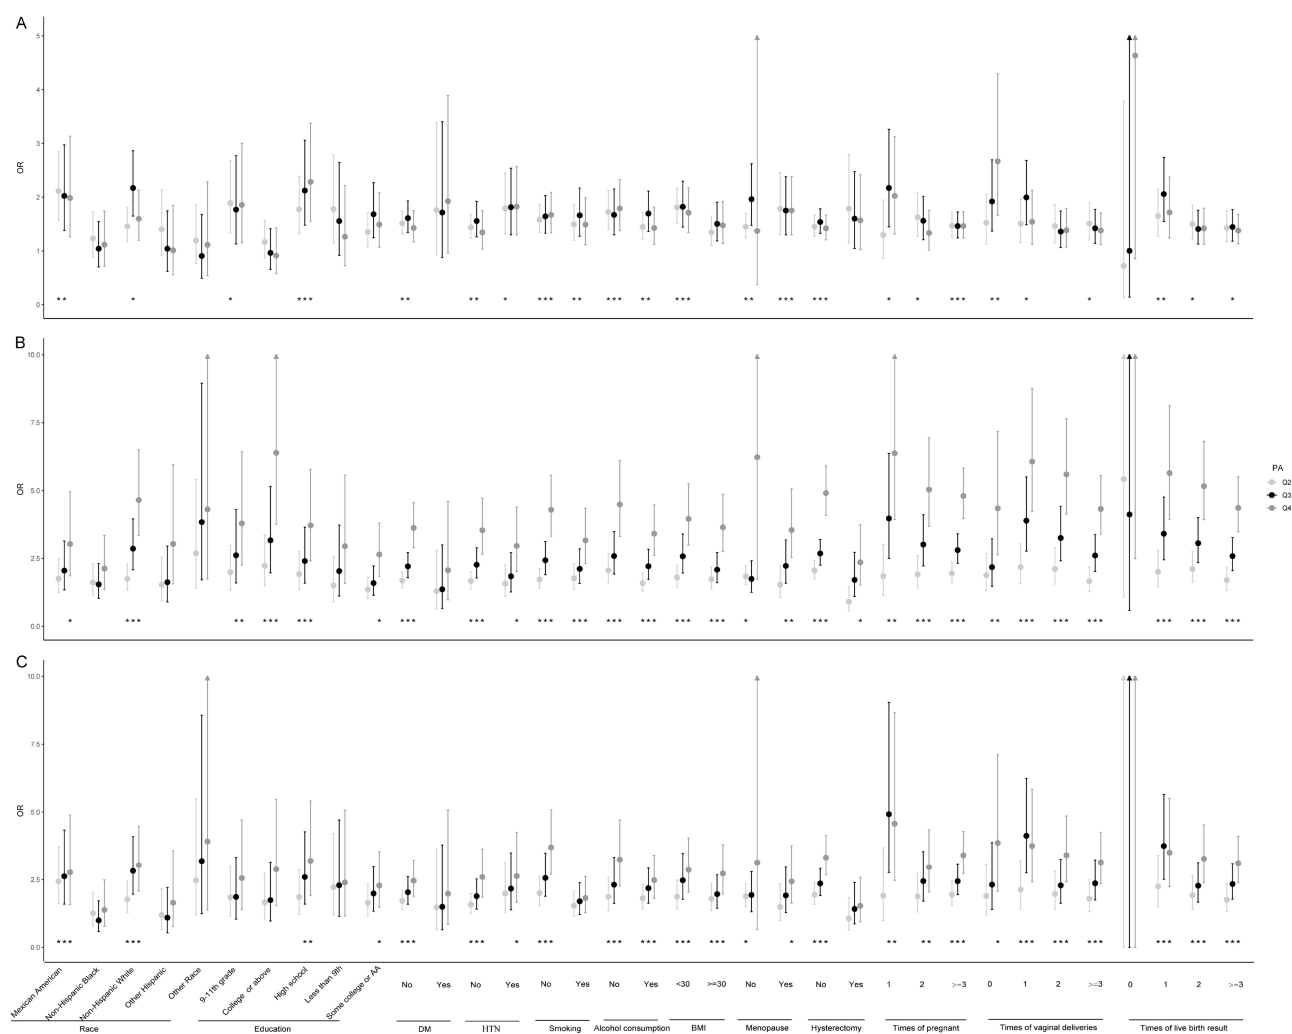 A
5
4
3
OR
2
1
0
** * * *** ** ** * *** ** *** ** *** ** *** *** * * *** ** * * ** * *
B
10.0
7.5
OR
5.0
2.5
0.0
* *** ** *** *** * *** *** * *** *** *** *** *** *** * ** *** * ** *** *** ** *** *** *** *** *** ***
PA
Q2
Q3
Q4
C
10.0
7.5
OR
5.0
2.5
0.0
*** *** ** * *** *** * *** *** *** *** *** * * *** ** ** *** * *** *** *** *** *** ***
Mexican American Non-Hispanic Black Non-Hispanic White Other Hispanic Other Race 9-11th grade College or above High school Less than 9th Some college or AA
No Yes No Yes No Yes No Yes <30 >=30 No Yes No Yes 1 2 >=3 0 1 2 >=3 0 1 2 >=3
Race Education DM HTN Smoking Alcohol consumption BMI Menopause Hysterectomy Times of pregnant Times of vaginal deliveries Times of live birth result